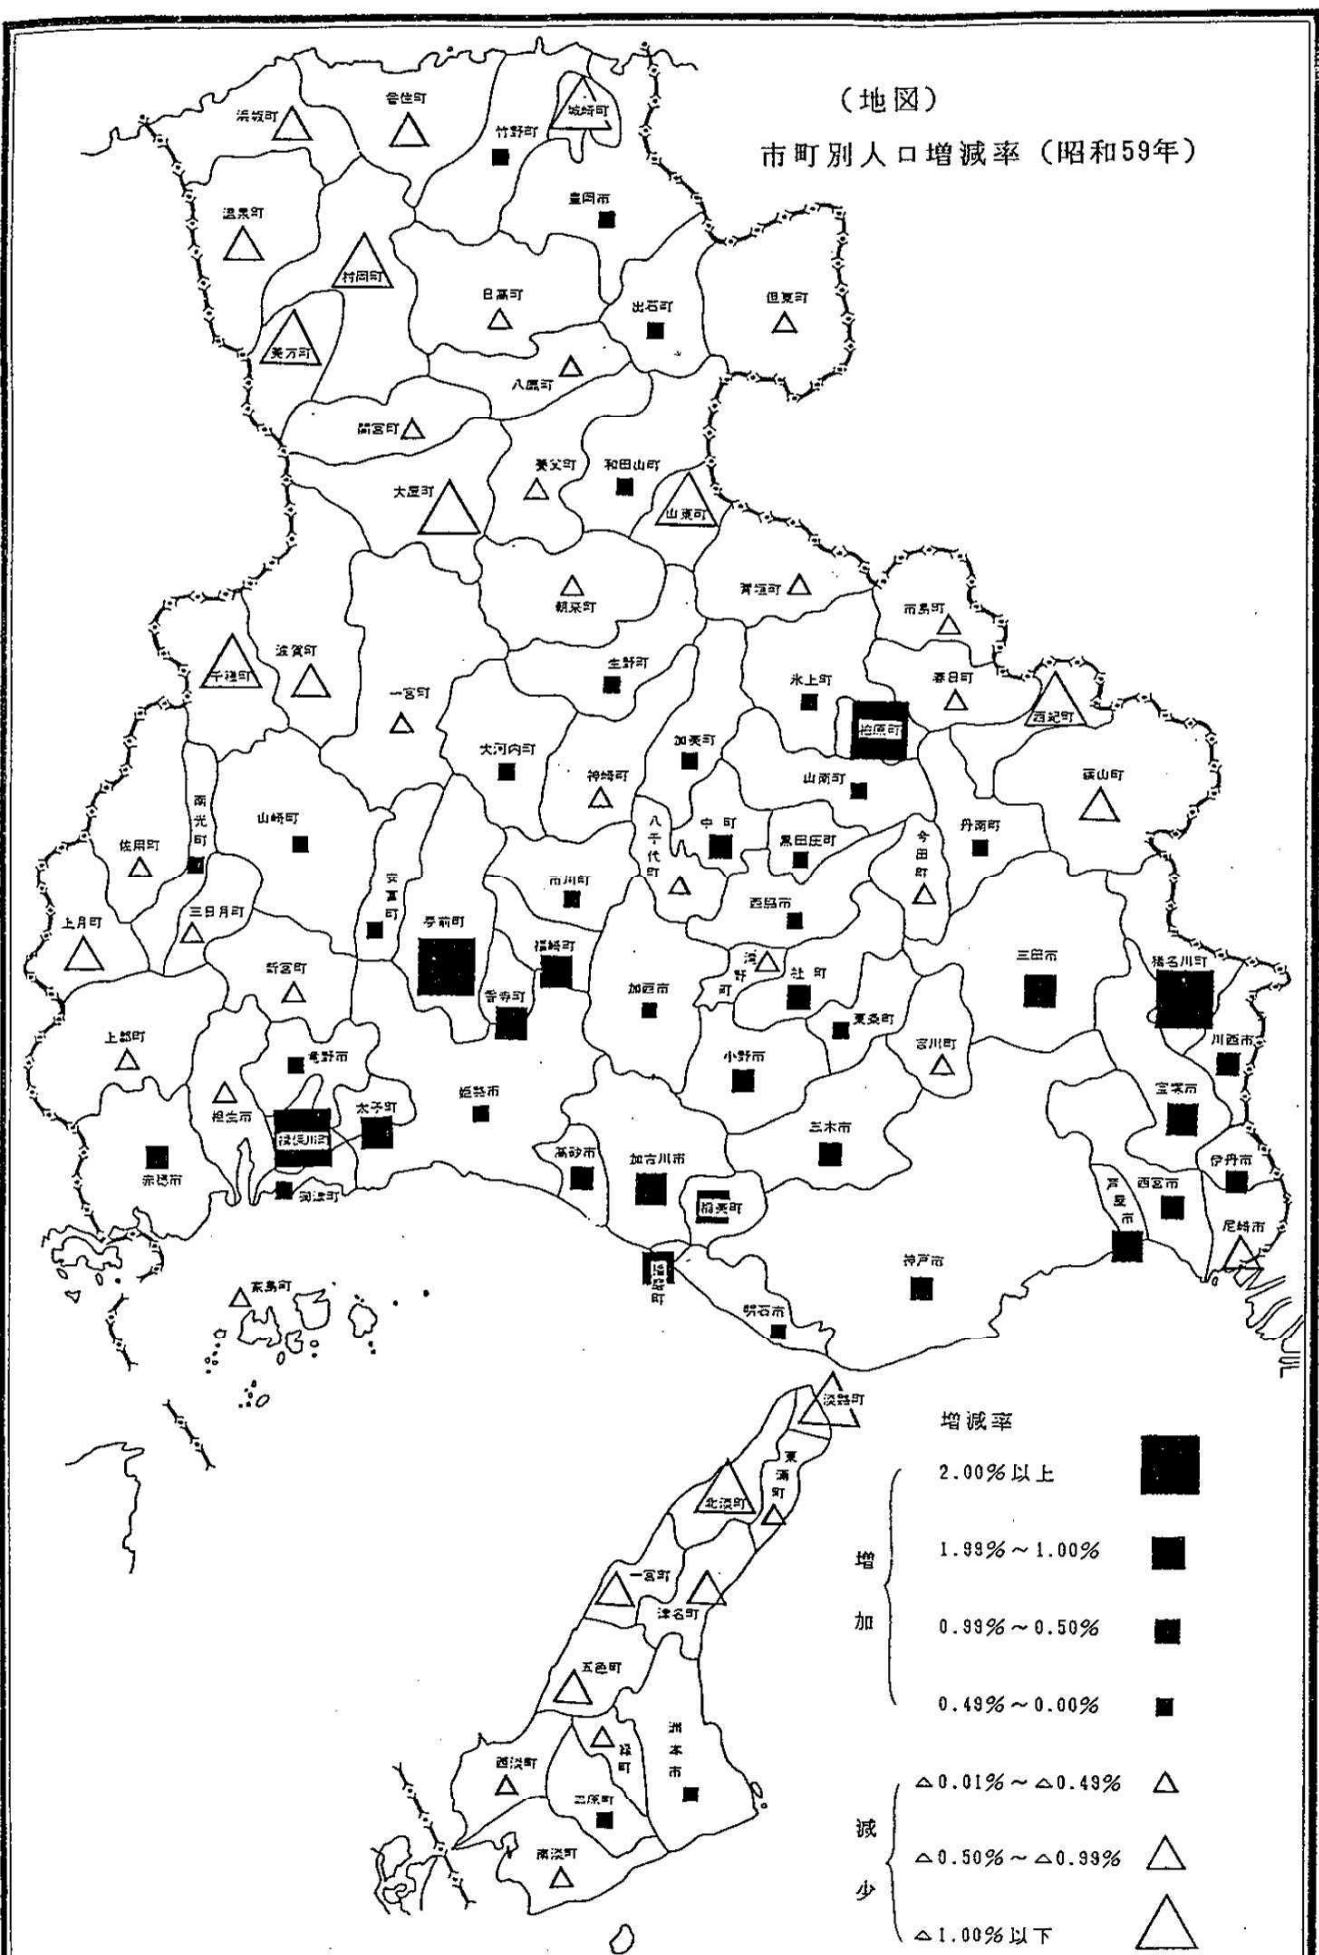 （地図）
市町別人口増減率（昭和59年）
香住町
浜坂町
城崎町
竹野町
豊岡市
温泉町
村岡町
日高町
但東町
出石町
美方町
八鹿町
関宮町
養父町
和田山町
大屋町
山東町
青垣町
朝来町
市島町
波賀町
生野町
千種町
氷上町
春日町
一宮町
西紀町
柏原町
加美町
大河内町
神崎町
山南町
篠山町
南光町
山崎町
八千代町
中町
丹南町
黒田庄町
今田町
佐用町
安富町
市川町
西脇市
三日月町
上月町
夢前町
福崎町
三田市
猪名川町
滝野町
社町
新宮町
加西市
香寺町
東条町
上郡町
吉川町
川西市
竜野市
小野市
宝塚市
姫路市
太子町
相生市
揖保川町
三木市
高砂市
加古川市
伊丹市
赤穂市
西宮市
芦屋市
御津町
稲美町
尼崎市
神戸市
播磨町
家島町
明石市
淡路町
東浦町
北淡町
一宮町
津名町
五色町
洲本市
緑町
西淡町
三原町
南淡町
増減率
増加
2.00％以上
1.99％～1.00％
0.99％～0.50％
0.49％～0.00％
減少
△0.01％～△0.49％
△0.50％～△0.99％
△1.00％以下